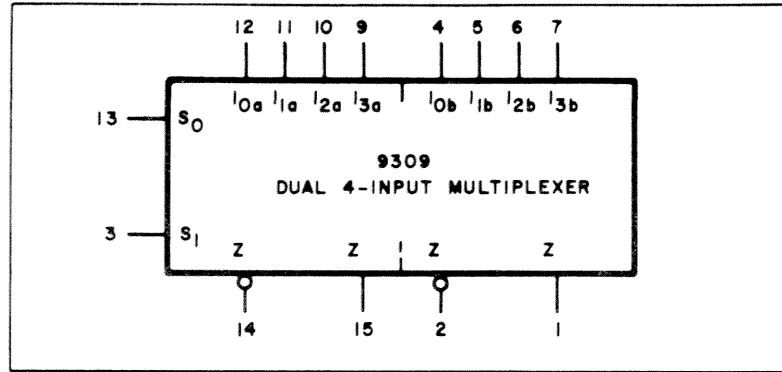 12 11 10 9 4 5 6 7
I0a I1a I2a I3a I0b I1b I2b I3b
13 S0
9309
DUAL 4-INPUT MULTIPLEXER
3 S1
Z Z Z Z
14 15 2 1